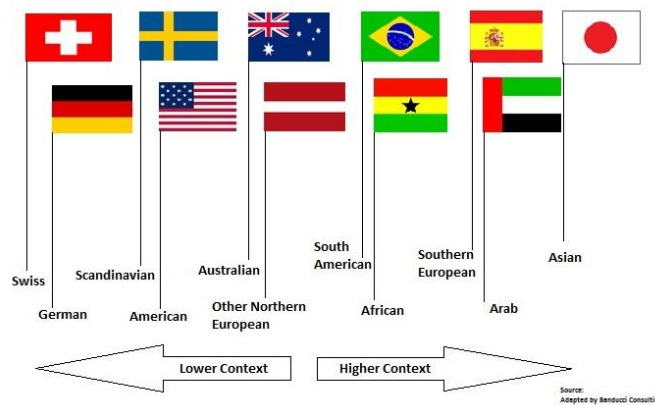 Swiss
German
Scandinavian
American
Australian
Other Northern
European
South
American
African
Southern
European
Arab
Asian
Lower Context
Higher Context
Source:
Adapted by Banducci Consulti